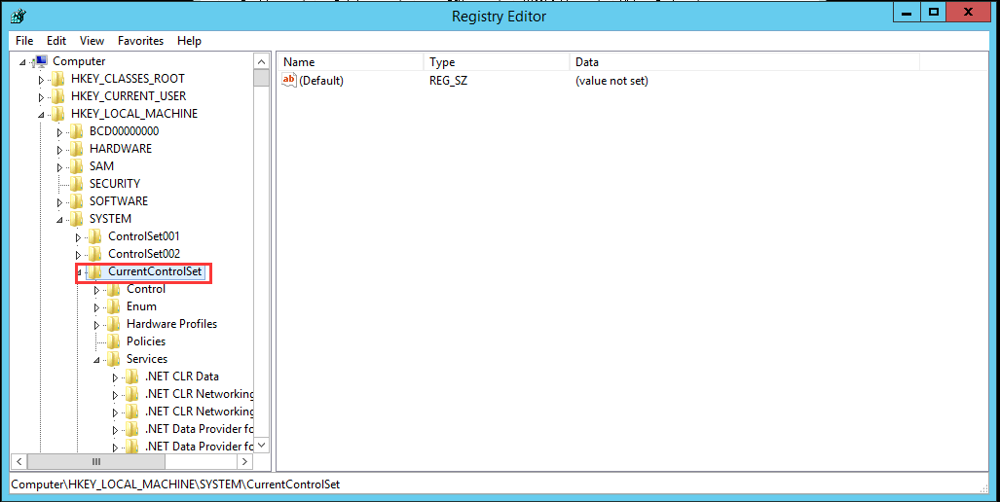 Registry Editor
File Edit View Favorites Help
Computer
HKEY_CLASSES_ROOT
HKEY_CURRENT_USER
HKEY_LOCAL_MACHINE
BCD00000000
HARDWARE
SAM
SECURITY
SOFTWARE
SYSTEM
ControlSet001
ControlSet002
CurrentControlSet
Control
Enum
Hardware Profiles
Policies
Services
.NET CLR Data
.NET CLR Networking
.NET CLR Networking
.NET Data Provider fo
.NET Data Provider fo
Name Type Data
ab (Default) REG_SZ (value not set)
Computer\HKEY_LOCAL_MACHINE\SYSTEM\CurrentControlSet